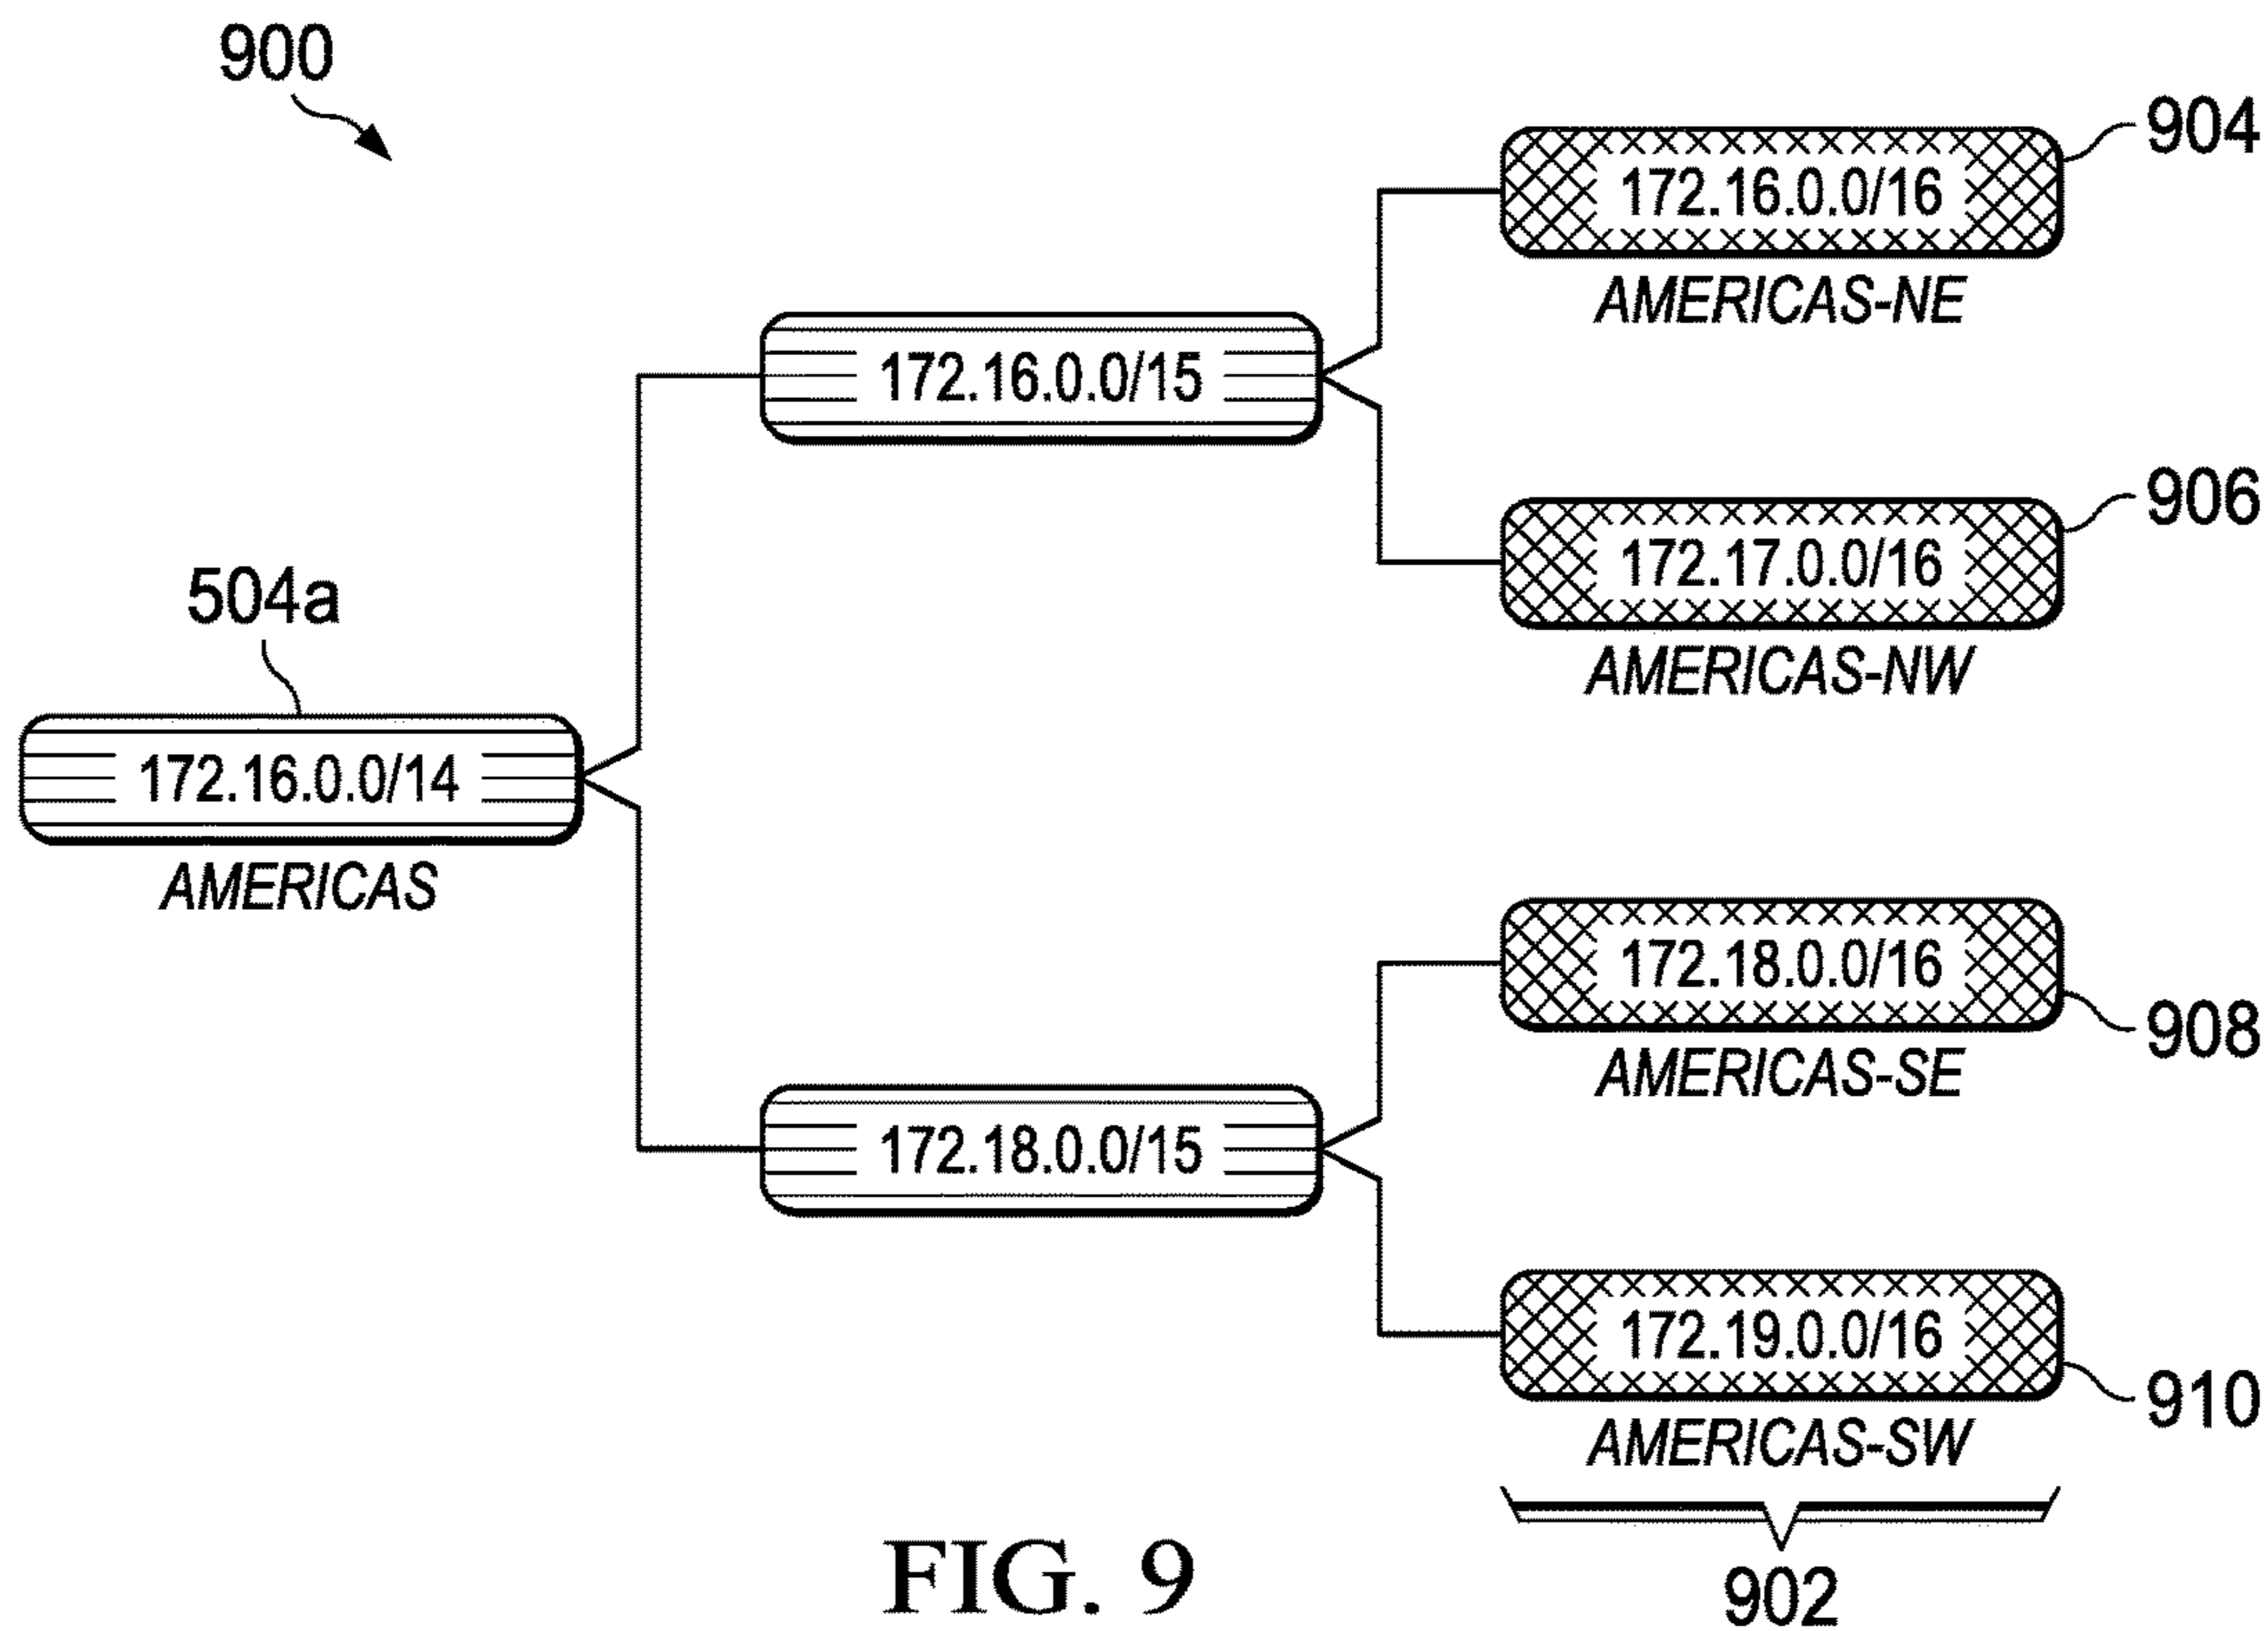 900
904
172.16.0.0/16
AMERICAS-NE
172.16.0.0/15
906
172.17.0.0/16
AMERICAS-NW
504a
172.16.0.0/14
AMERICAS
172.18.0.0/16
908
AMERICAS-SE
172.18.0.0/15
172.19.0.0/16
910
AMERICAS-SW
902
FIG. 9